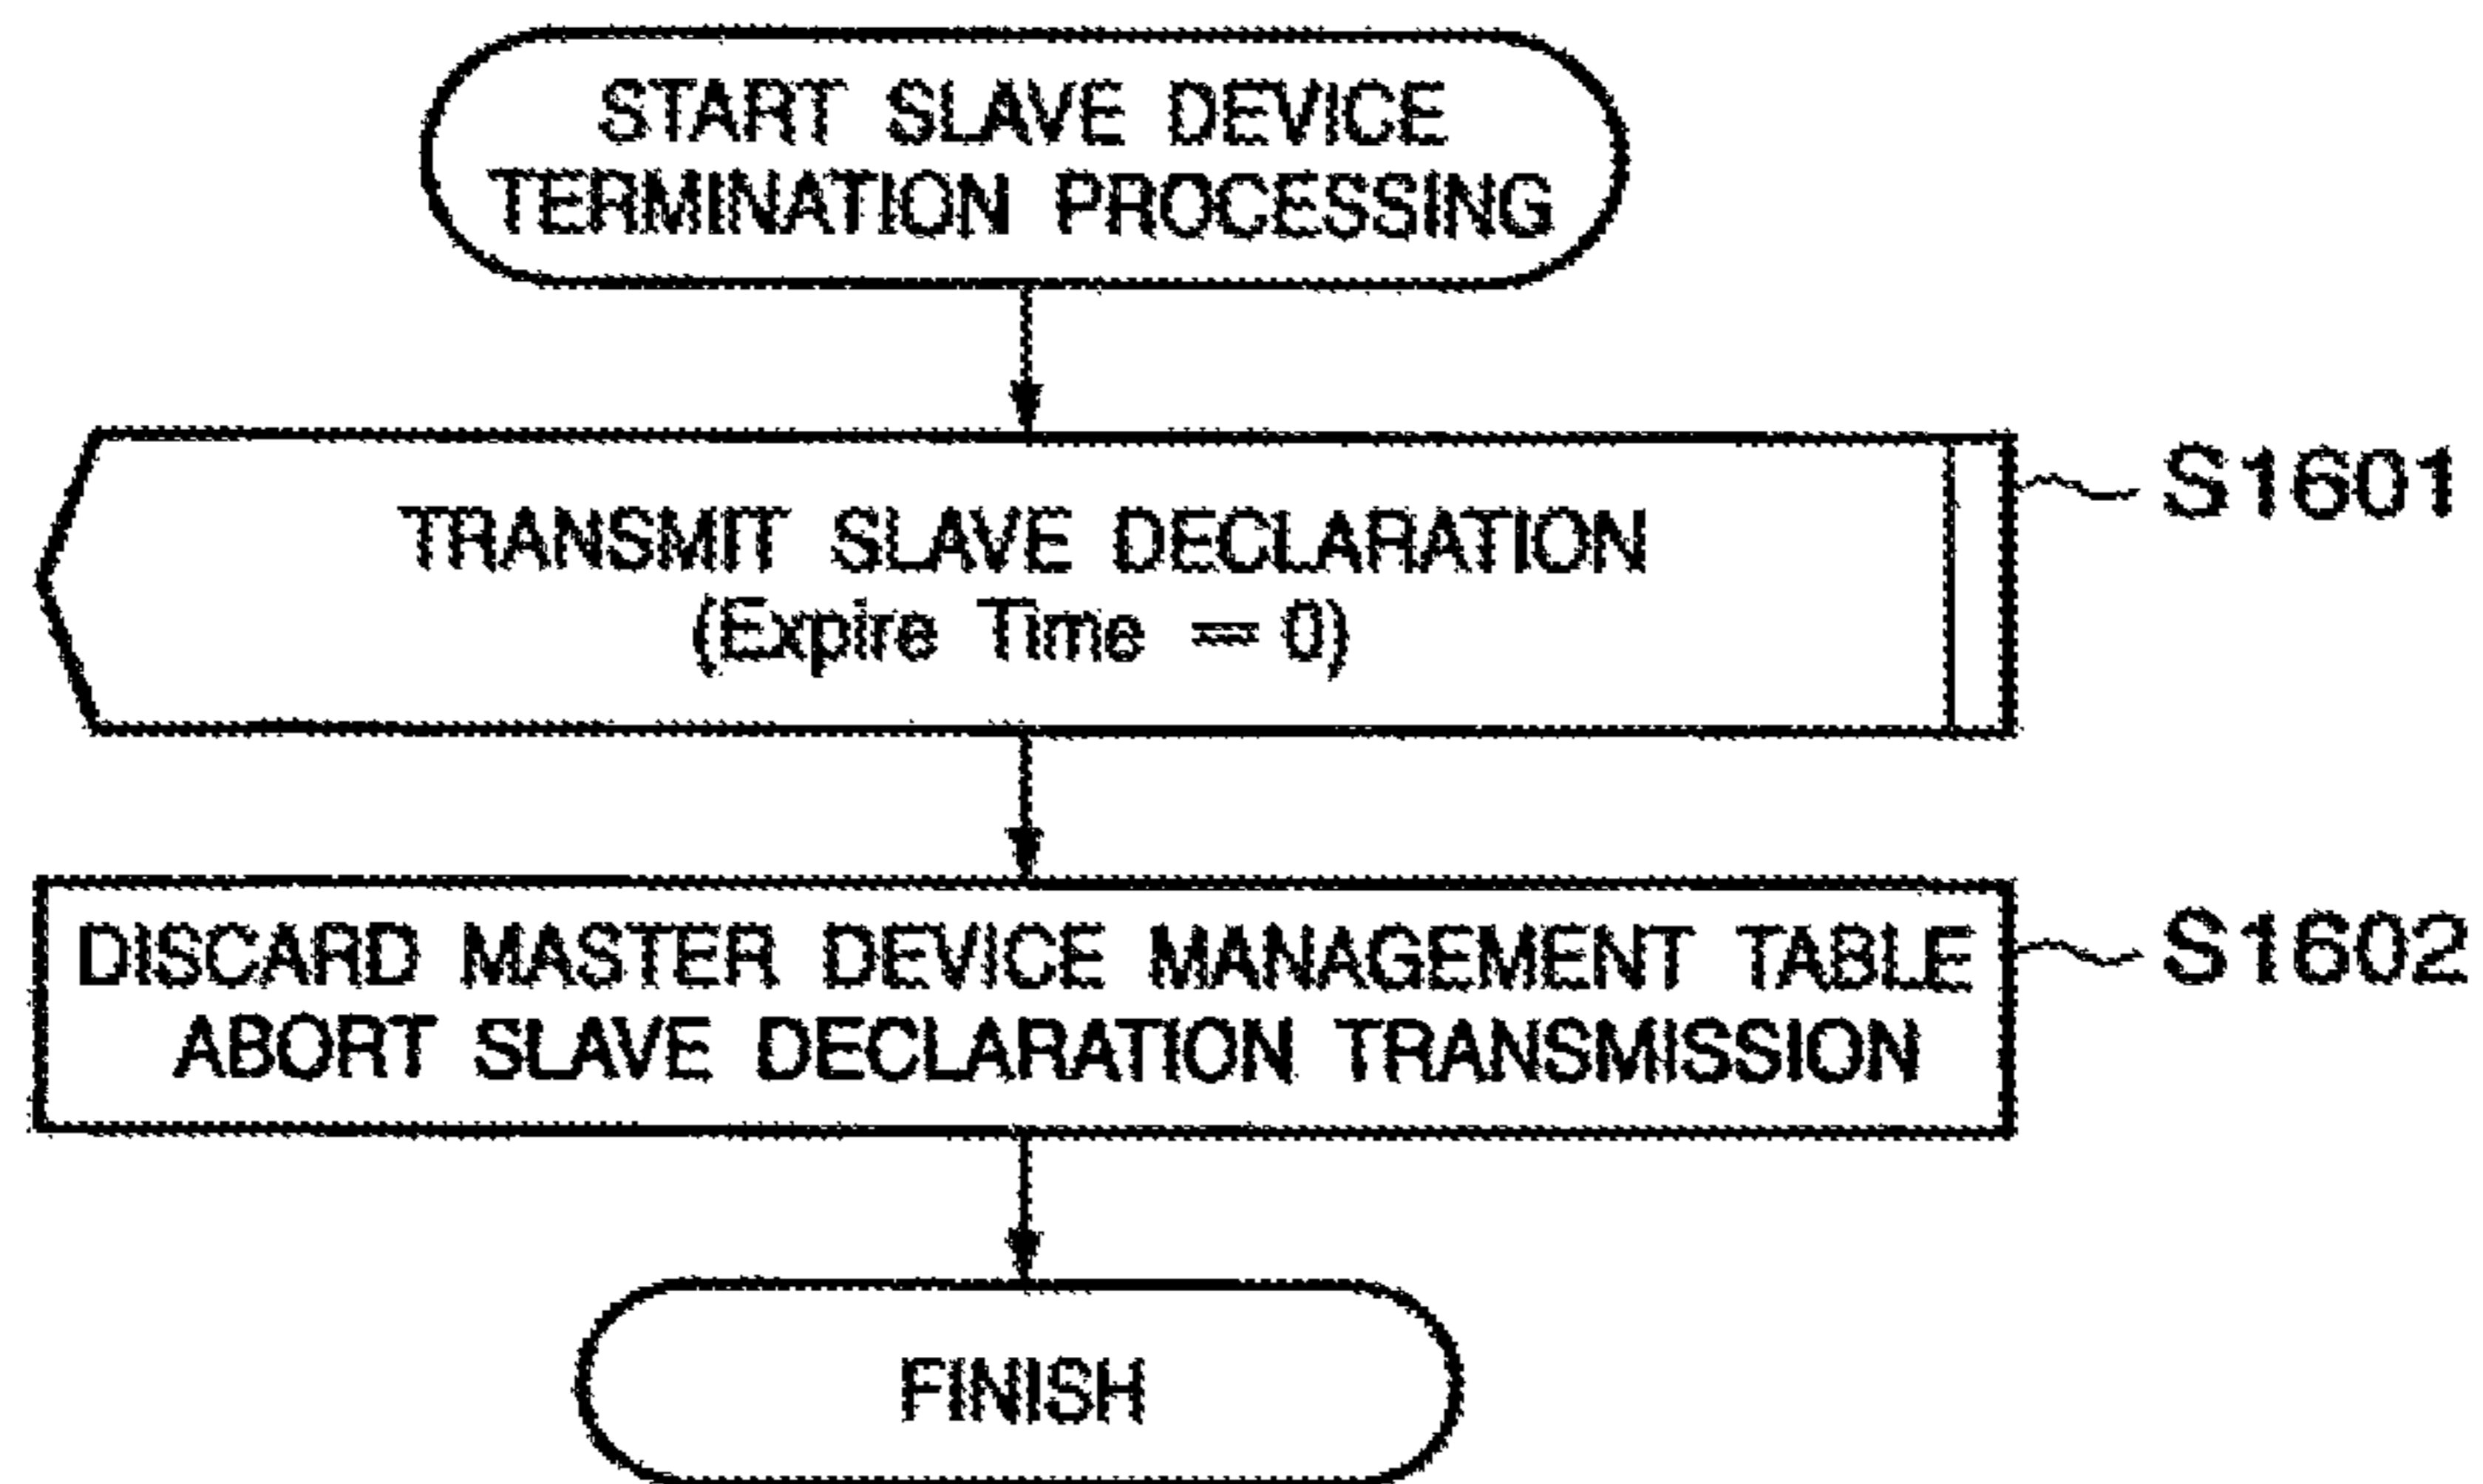 START SLAVE DEVICE
TERMINATION PROCESSING
TRANSMIT SLAVE DECLARATION
(Expire Time = 0)
S1601
DISCARD MASTER DEVICE MANAGEMENT TABLE
ABORT SLAVE DECLARATION TRANSMISSION
S1602
FINISH